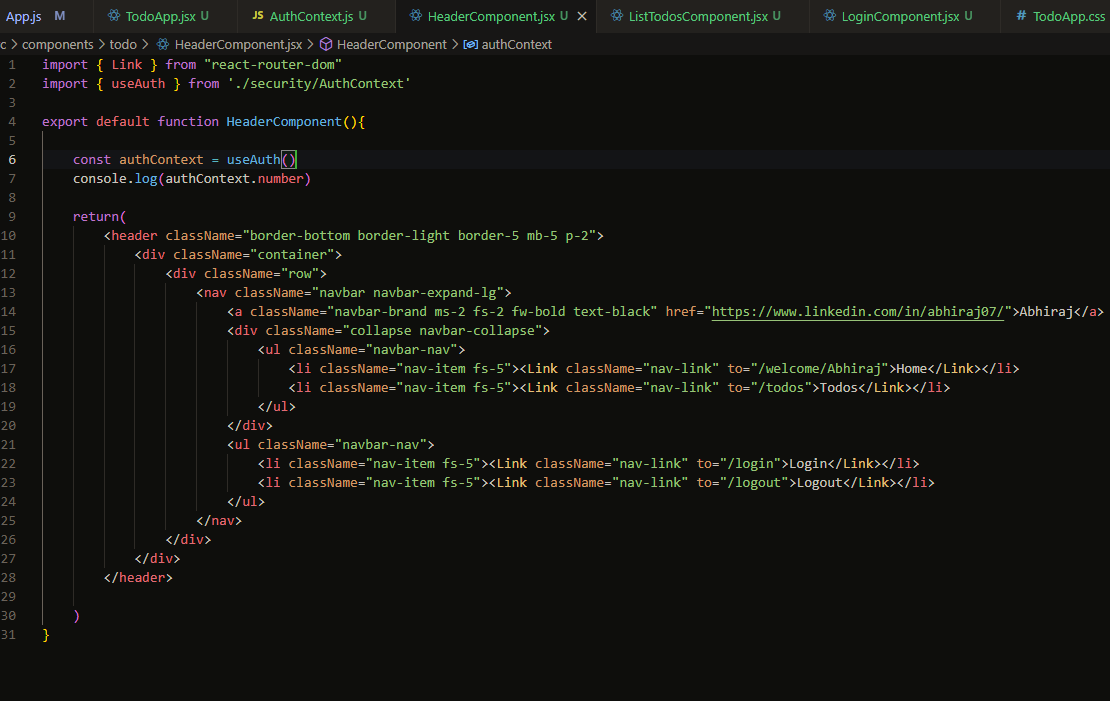 App.js M TodoApp.jsx U JS AuthContext.js U HeaderComponent.jsx U ListTodosComponent.jsx U LoginComponent.jsx U # TodoApp.css
c > components > todo > HeaderComponent.jsx > HeaderComponent > authContext
1 import { Link } from "react-router-dom"
2 import { useAuth } from './security/AuthContext'
3
4 export default function HeaderComponent(){
5
6     const authContext = useAuth()
7     console.log(authContext.number)
8
9     return(
10         <header className="border-bottom border-light border-5 mb-5 p-2">
11             <div className="container">
12                 <div className="row">
13                     <nav className="navbar navbar-expand-lg">
14                         <a className="navbar-brand ms-2 fs-2 fw-bold text-black" href="https://www.linkedin.com/in/abhiraj07/">Abhiraj</a>
15                         <div className="collapse navbar-collapse">
16                             <ul className="navbar-nav">
17                                 <li className="nav-item fs-5"><Link className="nav-link" to="/welcome/Abhiraj">Home</Link></li>
18                                 <li className="nav-item fs-5"><Link className="nav-link" to="/todos">Todos</Link></li>
19                             </ul>
20                         </div>
21                         <ul className="navbar-nav">
22                             <li className="nav-item fs-5"><Link className="nav-link" to="/login">Login</Link></li>
23                             <li className="nav-item fs-5"><Link className="nav-link" to="/logout">Logout</Link></li>
24                         </ul>
25                     </nav>
26                 </div>
27             </div>
28         </header>
29
30     )
31 }